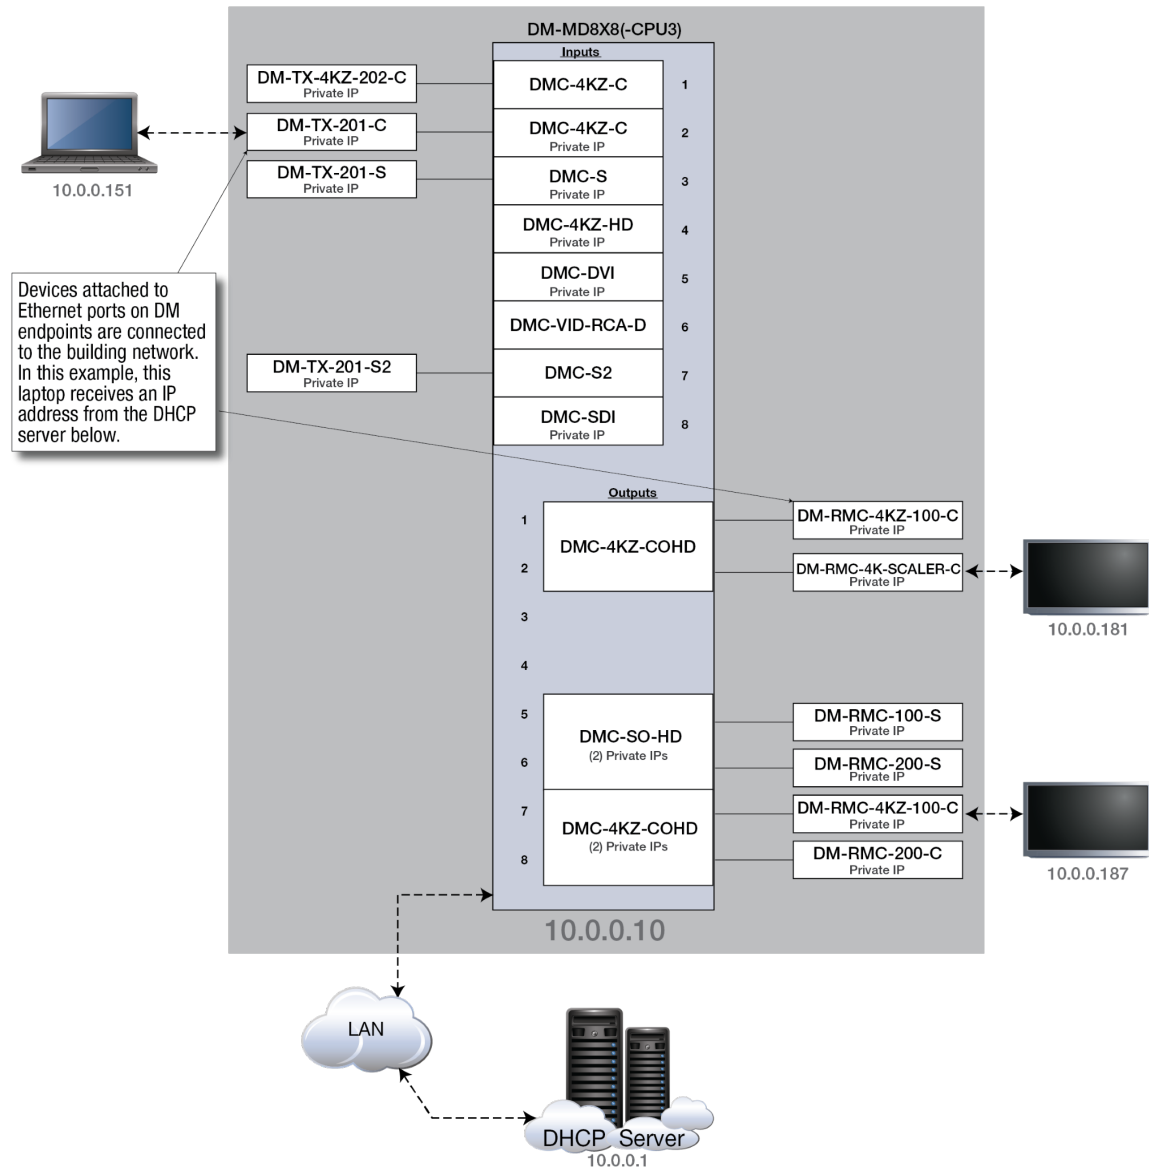 DM-MD8X8(-CPU3)
Inputs
DM-TX-4KZ-202-C
Private IP
DMC-4KZ-C
1
DM-TX-201-C
Private IP
DMC-4KZ-C
Private IP
2
10.0.0.151
DM-TX-201-S
Private IP
DMC-S
Private IP
3
DMC-4KZ-HD
Private IP
4
DMC-DVI
Private IP
5
Devices attached to
Ethernet ports on DM
endpoints are connected
to the building network.
In this example, this
laptop receives an IP
address from the DHCP
server below.
DMC-VID-RCA-D
6
DM-TX-201-S2
Private IP
DMC-S2
7
DMC-SDI
Private IP
8
Outputs
1
2
DMC-4KZ-COHD
DM-RMC-4KZ-100-C
Private IP
DM-RMC-4K-SCALER-C
Private IP
10.0.0.181
3
4
5
6
DMC-SO-HD
(2) Private IPs
DM-RMC-100-S
Private IP
DM-RMC-200-S
Private IP
7
8
DMC-4KZ-COHD
(2) Private IPs
DM-RMC-4KZ-100-C
Private IP
DM-RMC-200-C
Private IP
10.0.0.187
10.0.0.10
LAN
DHCP Server
10.0.0.1